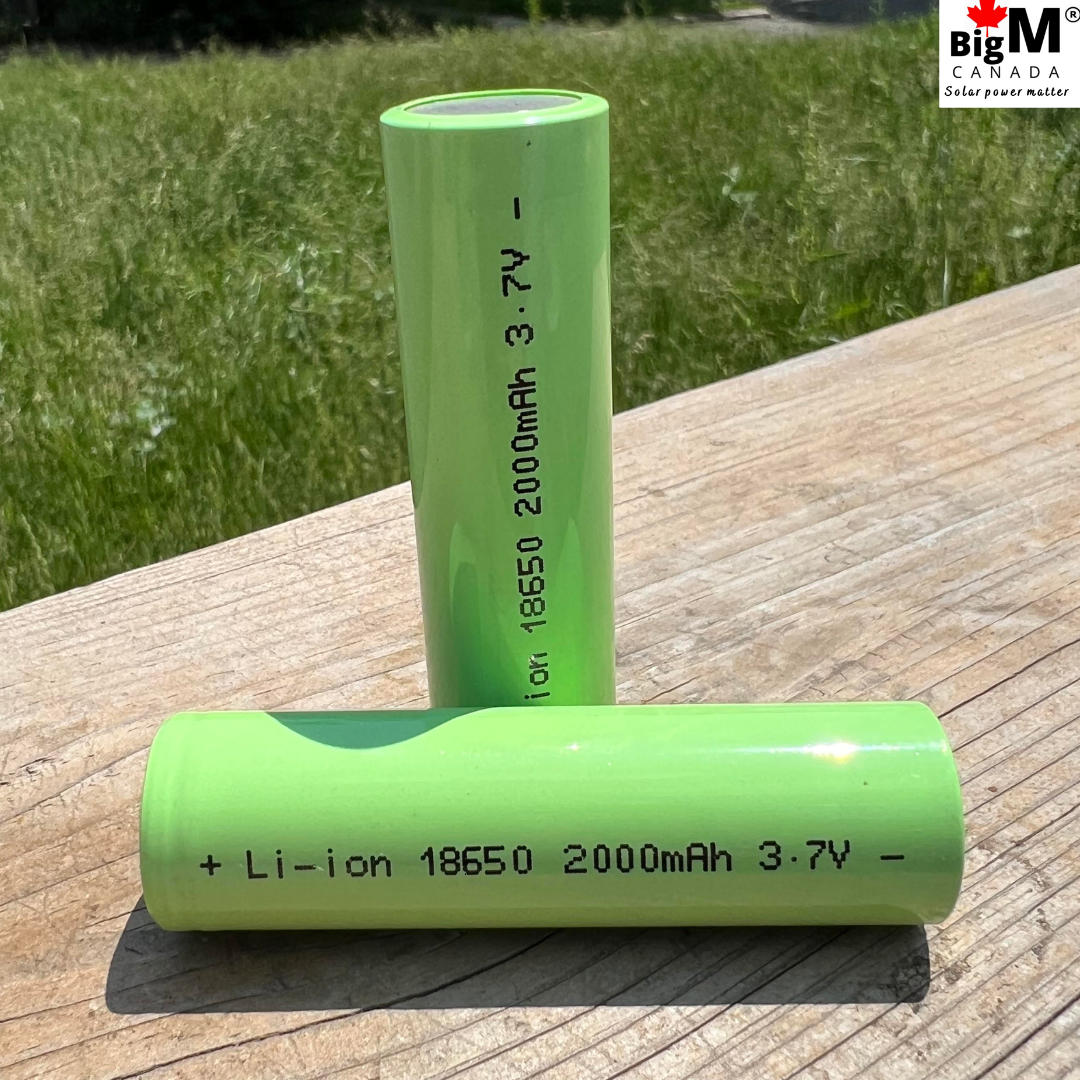 BigM®
CANADA
Solar power matter
ion 18650 2000mAh 3.7V -
+ Li-ion 18650 2000mAh 3.7V -